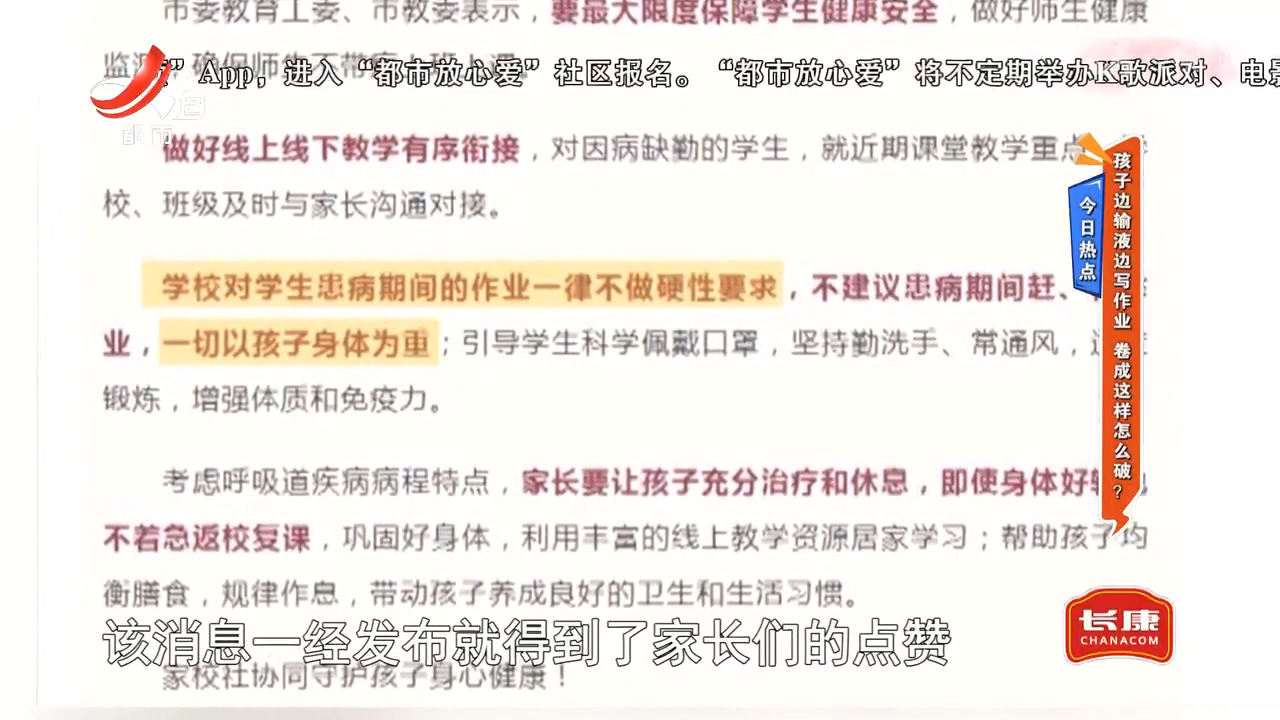 市委教育工委、市教委表示，要最大限度保障学生健康安全，做好师生健康
App，进入“都市放心爱”社区报名。“都市放心爱”将不定期举办K歌派对、电影
都市
做好线上线下教学有序衔接，对因病缺勤的学生，就近期课堂教学重点
校、班级及时与家长沟通对接。
学校对学生患病期间的作业一律不做硬性要求，不建议患病期间赶、
业，一切以孩子身体为重；引导学生科学佩戴口罩，坚持勤洗手、常通风，
锻炼，增强体质和免疫力。
考虑呼吸道疾病病程特点，家长要让孩子充分治疗和休息，即使身体好转
不着急返校复课，巩固好身体，利用丰富的线上教学资源居家学习；帮助孩子均
衡膳食，规律作息，带动孩子养成良好的卫生和生活习惯。
该消息一经发布就得到了家长们的点赞
家校社协同守护孩子身心健康！
今日热点
孩子边输液边写作业 卷成这样怎么破？
长康
CHANACOM